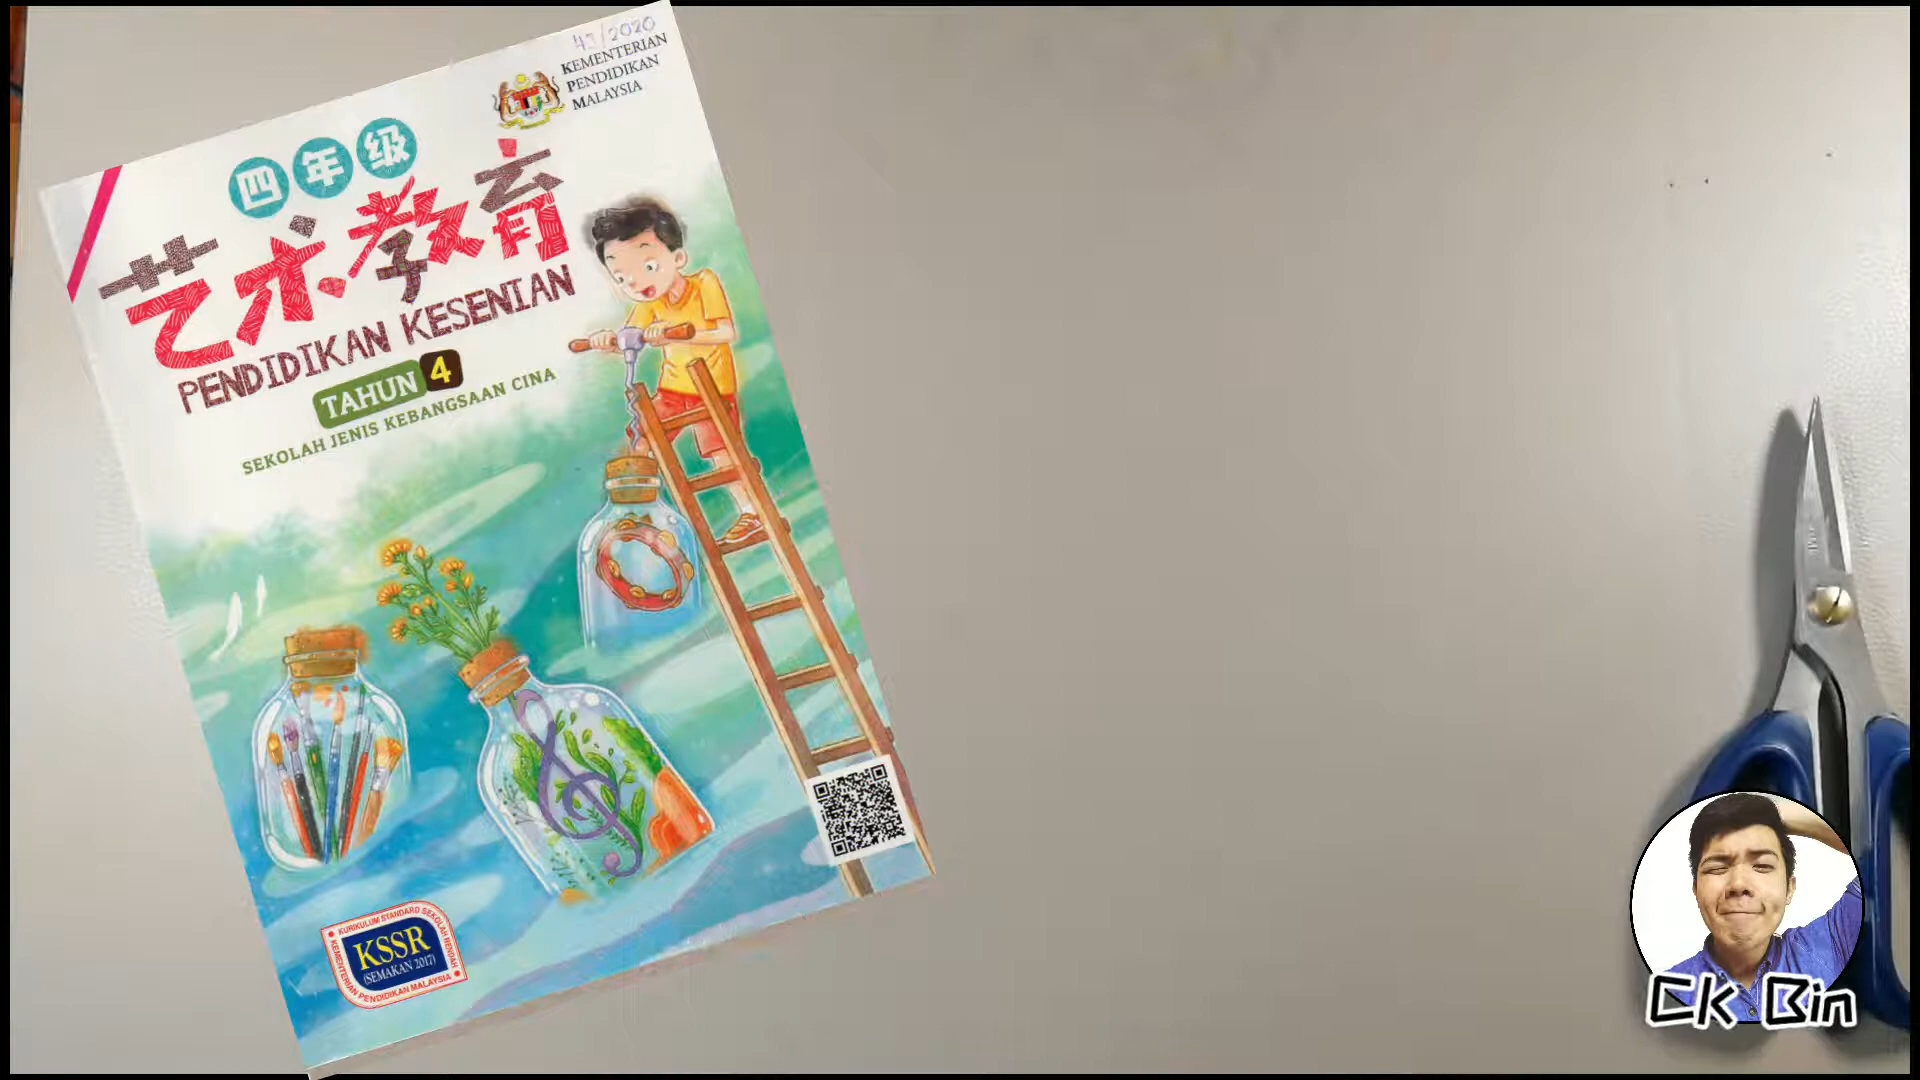 43/2020
KEMENTERIAN
PENDIDIKAN
MALAYSIA
四年级
艺术教育
PENDIDIKAN KESENIAN
TAHUN 4
SEKOLAH JENIS KEBANGSAAN CINA
KURIKULUM STANDARD SEKOLAH RENDAH
KSSR
(SEMAKAN 2017)
KEMENTERIAN PENDIDIKAN MALAYSIA
Ck Bin